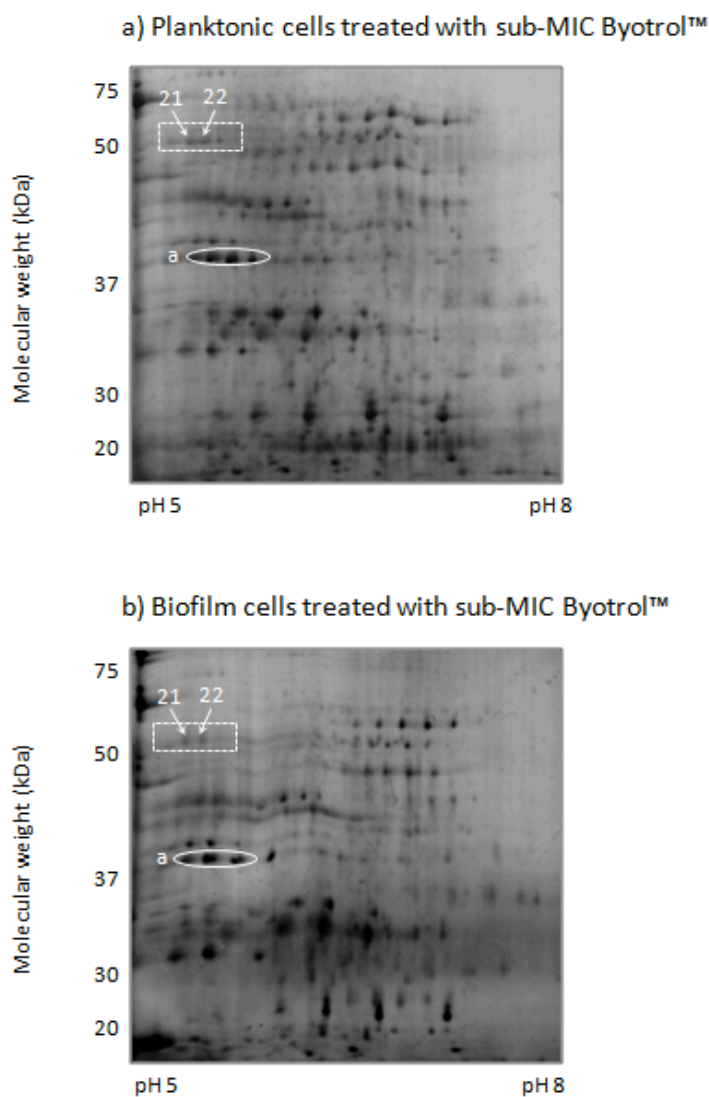 a) Planktonic cells treated with sub-MIC Byotrol™
75
21 22
50
a
37
30
20
Molecular weight (kDa)
pH 5 pH 8
b) Biofilm cells treated with sub-MIC Byotrol™
75
21 22
50
a
37
30
20
Molecular weight (kDa)
pH 5 pH 8